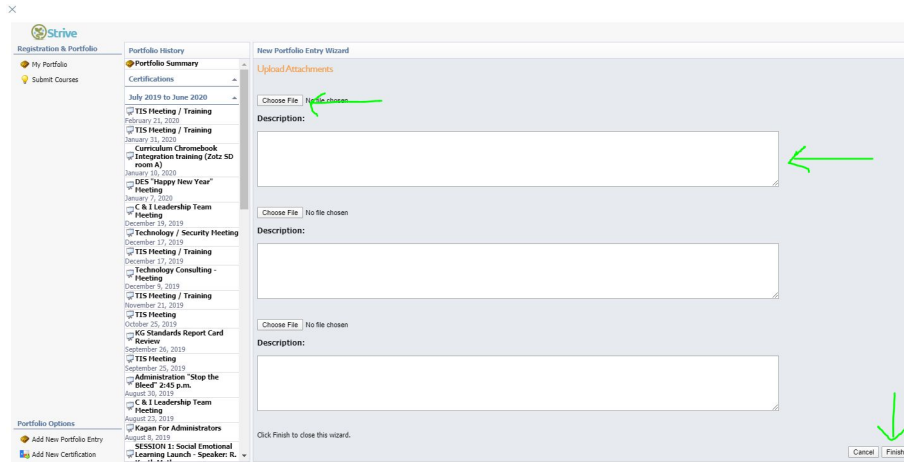 Strive
Registration & Portfolio
My Portfolio
Submit Courses
Portfolio Options
Add New Portfolio Entry
Add New Certification
Portfolio History
Portfolio Summary
Certifications
July 2019 to June 2020
TIS Meeting / Training
February 21, 2020
TIS Meeting / Training
January 31, 2020
Curriculum Chromebook
Integration training (Zotz SD
room A)
January 10, 2020
DES "Happy New Year"
Meeting
January 7, 2020
C & I Leadership Team
Meeting
December 19, 2019
Technology / Security Meeting
December 17, 2019
TIS Meeting / Training
December 17, 2019
Technology Consulting -
Meeting
December 9, 2019
TIS Meeting / Training
November 21, 2019
TIS Meeting
October 25, 2019
KG Standards Report Card
Review
September 26, 2019
TIS Meeting
September 25, 2019
Administration "Stop the
Bleed" 2:45 p.m.
August 30, 2019
C & I Leadership Team
Meeting
August 23, 2019
Kagan For Administrators
August 8, 2019
SESSION 1: Social Emotional
Learning Launch - Speaker: R.
New Portfolio Entry Wizard
Upload Attachments
Choose File No file chosen
Description:
Choose File No file chosen
Description:
Choose File No file chosen
Description:
Click Finish to close this wizard.
Cancel Finish